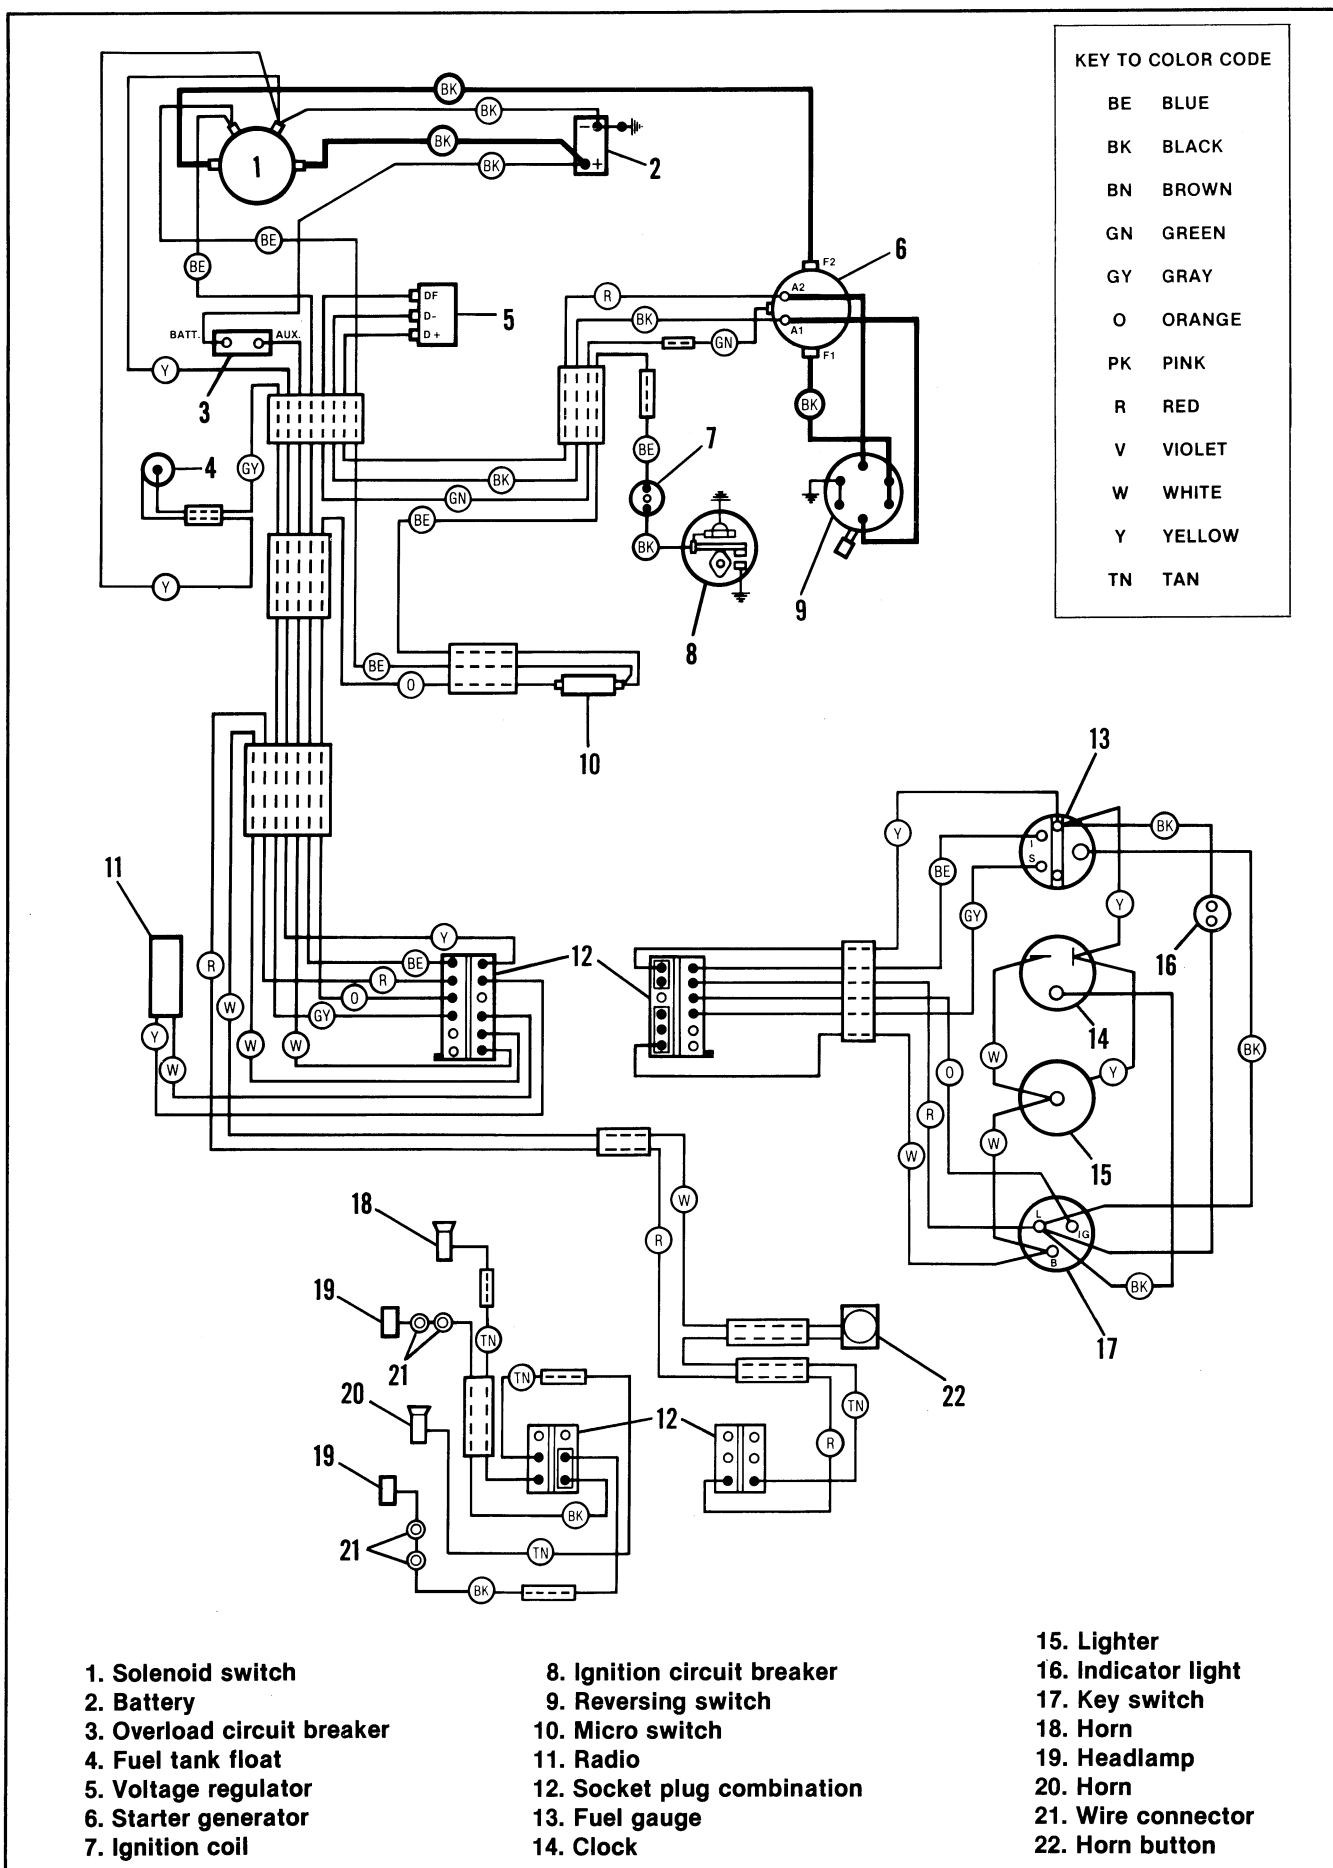 KEY TO COLOR CODE
BE BLUE
BK BLACK
BN BROWN
GN GREEN
GY GRAY
O ORANGE
PK PINK
R RED
V VIOLET
W WHITE
Y YELLOW
TN TAN
BK
BK
BK
BK
1
2
- +
BE
BE
F2
6
A2
A1
F1
DF
D-
D+
5
R
BK
GN
BATT.
AUX.
3
Y
BK
4
GY
BE
7
BK
GN
BE
BK
8
9
Y
BE
O
10
13
Y
BK
I
S
BE
GY
Y
16
11
R
W
Y
BE
R
O
GY
12
14
Y
W
W
W
W
O
Y
BK
R
W
W
15
18
W
R
L
IG
B
BK
17
19
TN
21
22
20
TN
12
TN
R
19
BK
21
TN
BK
1. Solenoid switch
2. Battery
3. Overload circuit breaker
4. Fuel tank float
5. Voltage regulator
6. Starter generator
7. Ignition coil
8. Ignition circuit breaker
9. Reversing switch
10. Micro switch
11. Radio
12. Socket plug combination
13. Fuel gauge
14. Clock
15. Lighter
16. Indicator light
17. Key switch
18. Horn
19. Headlamp
20. Horn
21. Wire connector
22. Horn button